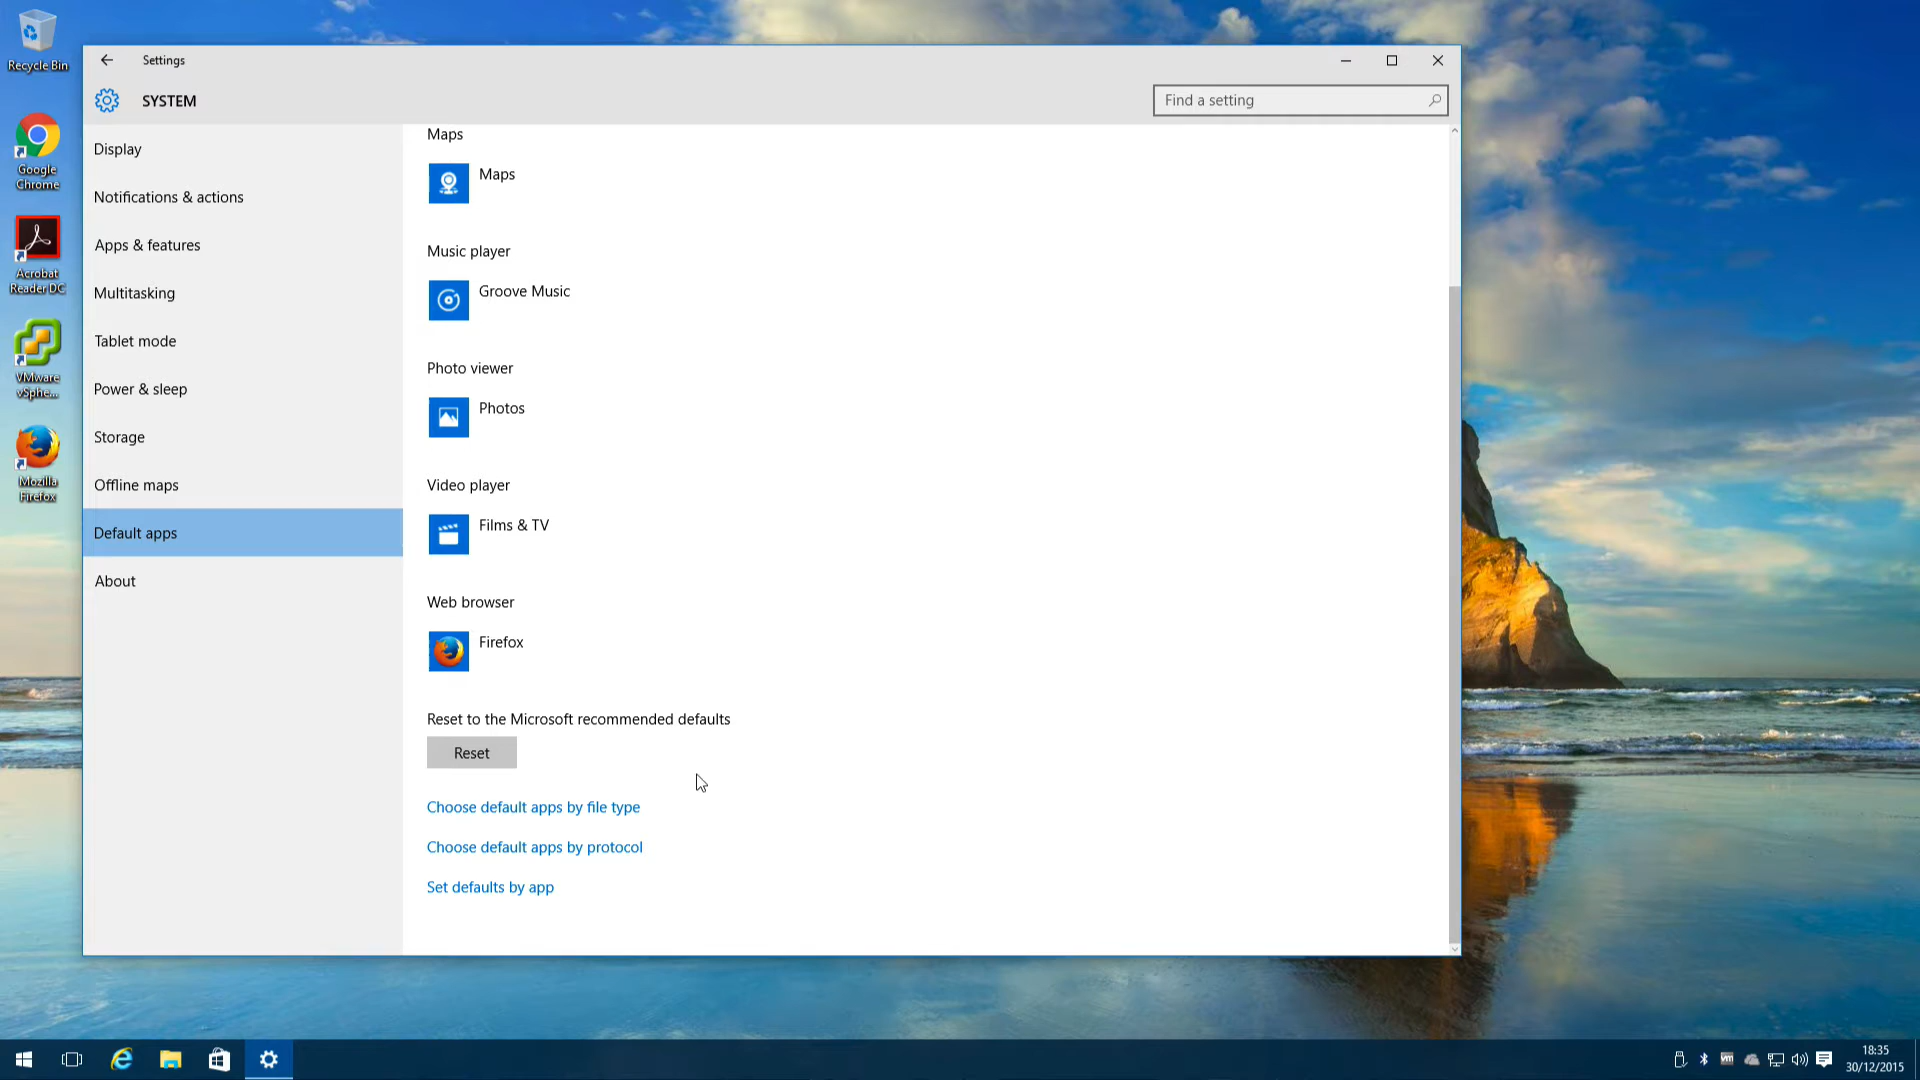 Recycle Bin
Google
Chrome
Acrobat
Reader DC
VMware
vSphe...
Mozilla
Firefox
Settings
SYSTEM
Find a setting
Display
Notifications & actions
Apps & features
Multitasking
Tablet mode
Power & sleep
Storage
Offline maps
Default apps
About
Maps
Maps
Music player
Groove Music
Photo viewer
Photos
Video player
Films & TV
Web browser
Firefox
Reset to the Microsoft recommended defaults
Reset
Choose default apps by file type
Choose default apps by protocol
Set defaults by app
vm
18:35
30/12/2015